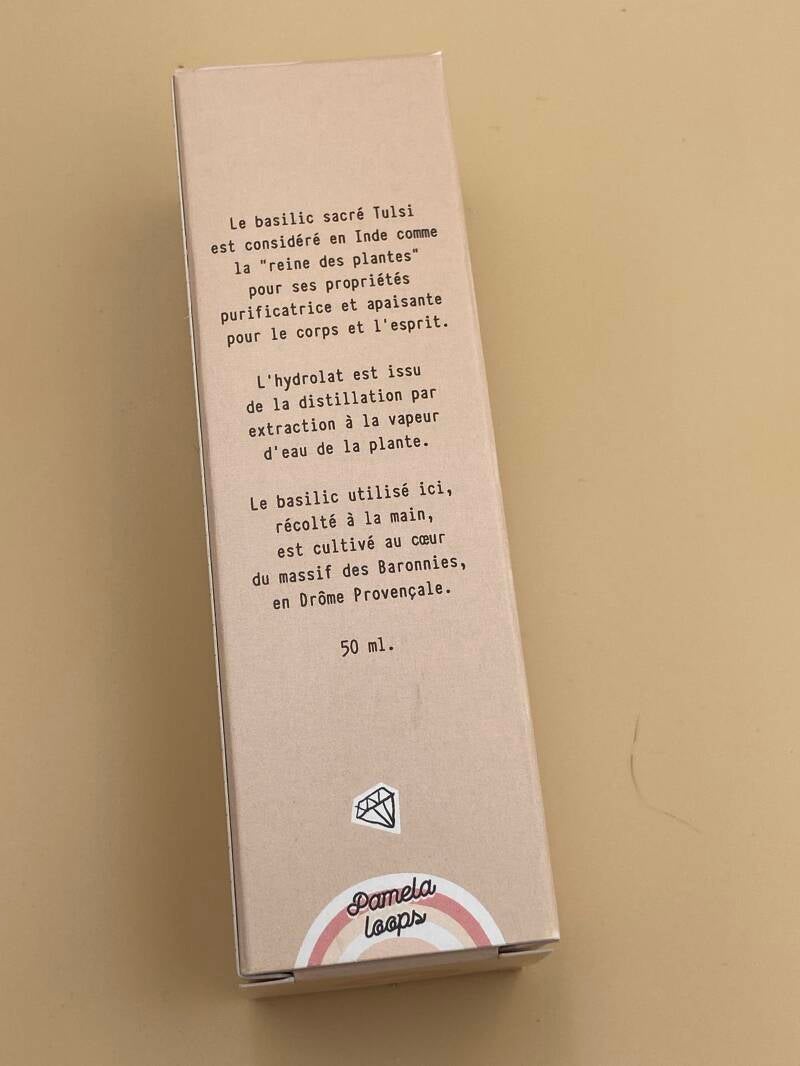 Le basilic sacré Tulsi
est considéré en Inde comme
la "reine des plantes"
pour ses propriétés
purificatrice et apaisante
pour le corps et l'esprit.
L'hydrolat est issu
de la distillation par
extraction à la vapeur
d'eau de la plante.
Le basilic utilisé ici,
récolté à la main,
est cultivé au cœur
du massif des Baronnies,
en Drôme Provençale.
50 ml.
Pamela
loops